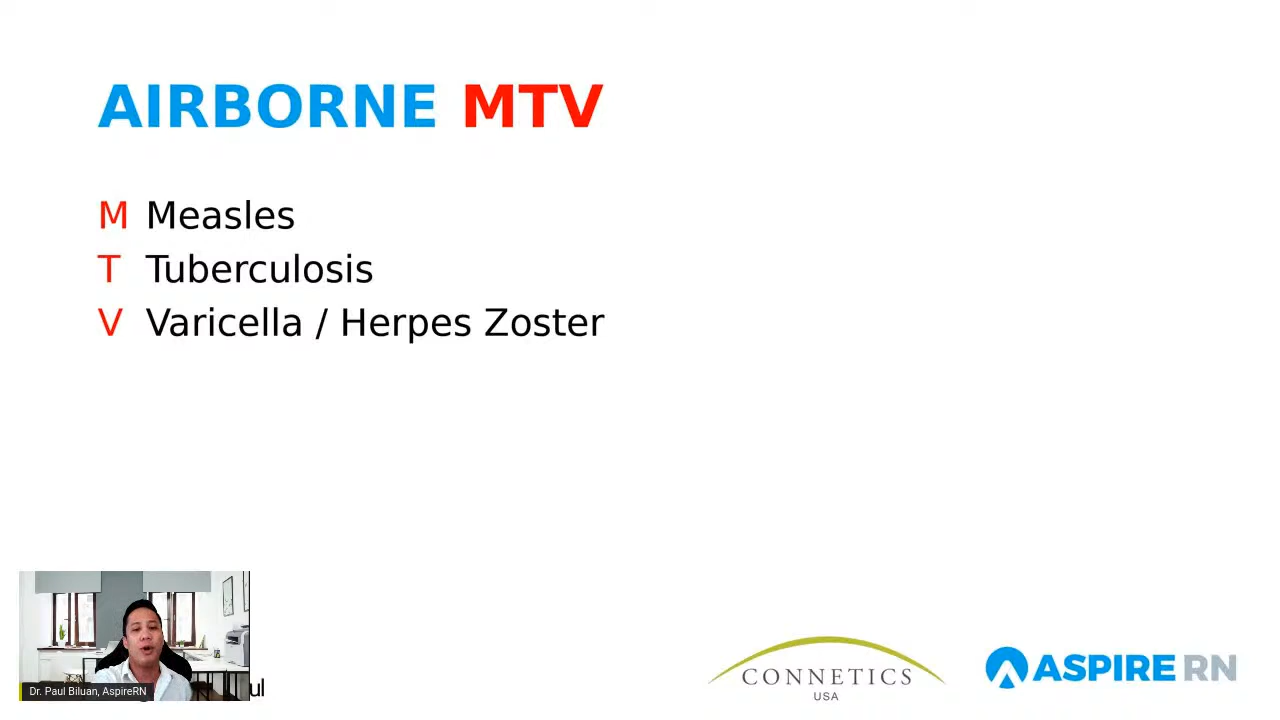 AIRBORNE MTV
M Measles
T Tuberculosis
V Varicella / Herpes Zoster
Dr. Paul Biluan, AspireRN
CONNETICS
USA
ASPIRE RN